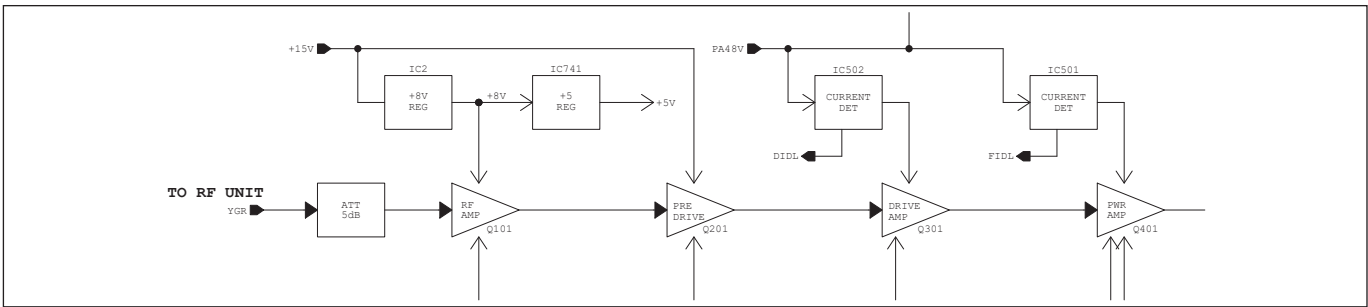 +15V
PA48V
IC2
IC741
IC502
IC501
+8V
REG
+8V
+5
REG
+5V
CURRENT
DET
CURRENT
DET
DIDL
FIDL
TO RF UNIT
YGR
ATT
5dB
RF
AMP
Q101
PRE
DRIVE
Q201
DRIVE
AMP
Q301
PWR
AMP
Q401